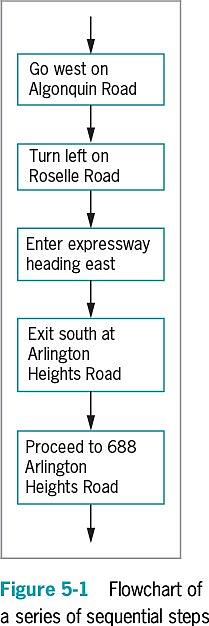 Go west on
Algonquin Road
Turn left on
Roselle Road
Enter expressway
heading east
Exit south at
Arlington
Heights Road
Proceed to 688
Arlington
Heights Road
Figure 5-1 Flowchart of
a series of sequential steps